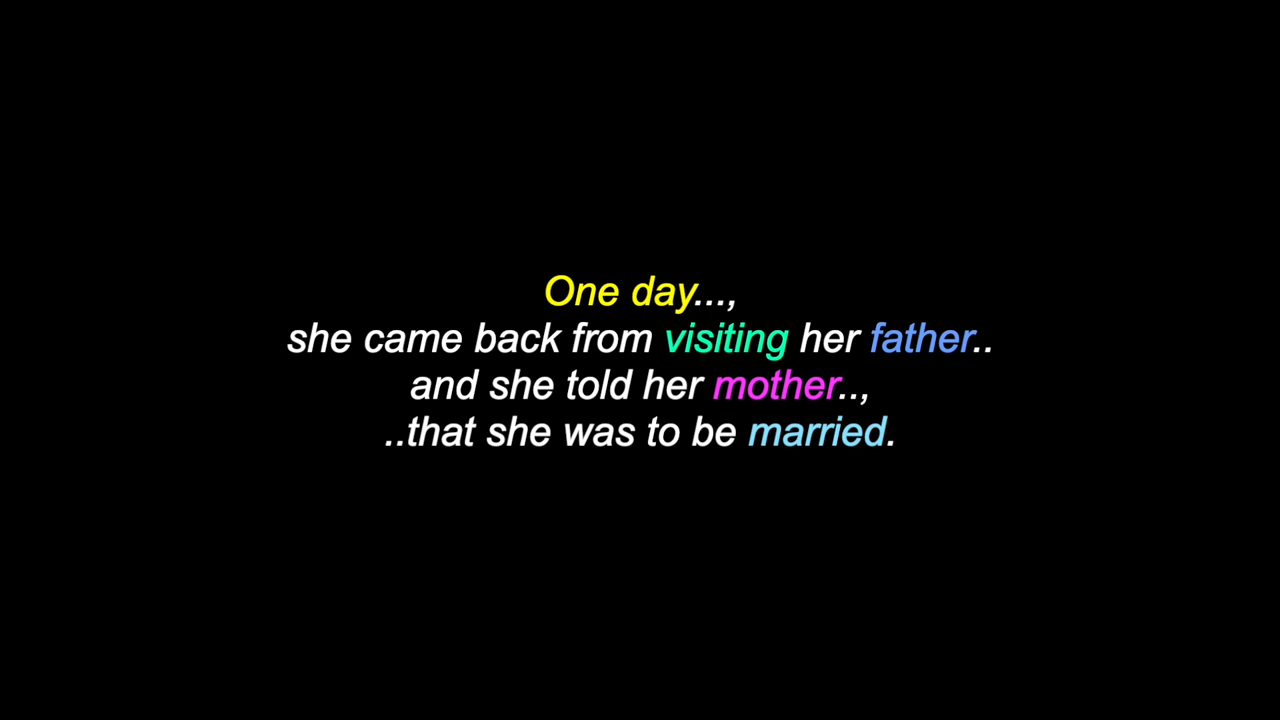 One day...,
she came back from visiting her father..
and she told her mother..,
..that she was to be married.